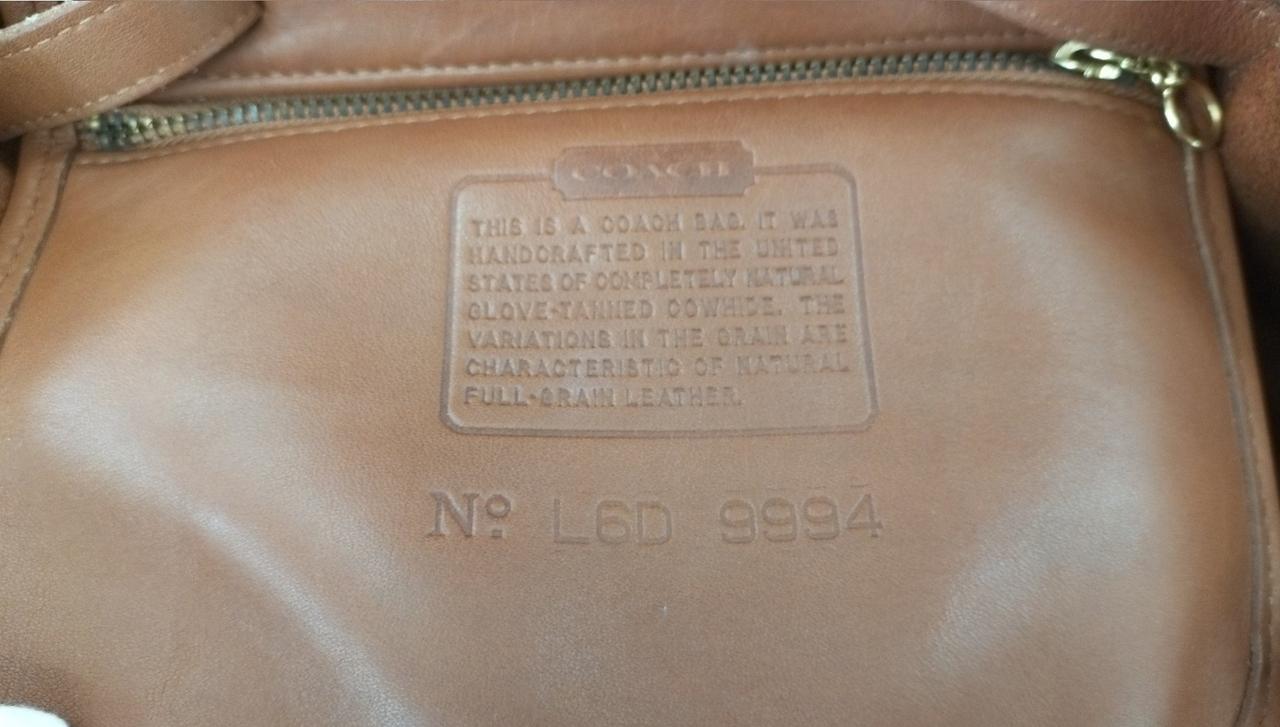 COACH
THIS IS A COACH BAG. IT WAS
HANDCRAFTED IN THE UNITED
STATES OF COMPLETELY NATURAL
GLOVE-TANNED COWHIDE. THE
VARIATIONS IN THE GRAIN ARE
CHARACTERISTIC OF NATURAL
FULL-GRAIN LEATHER.
No. L6D 9994